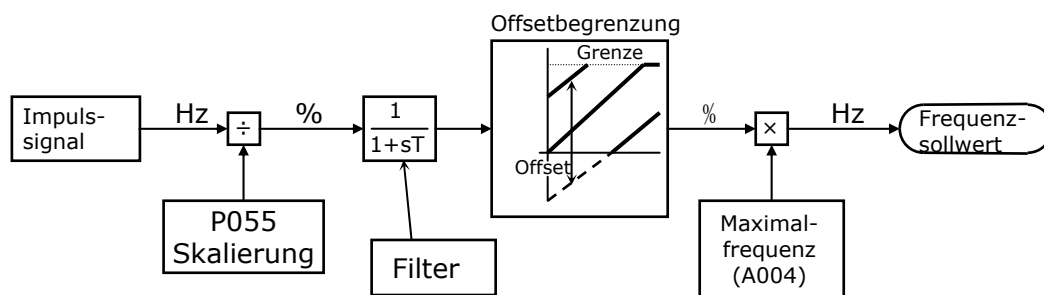 Offsetbegrenzung
Grenze
Impuls-
signal
Hz
÷
%
1
1+sT
Offset
%
×
Hz
Frequenz-
sollwert
P055
Skalierung
Filter
Maximal-
frequenz
(A004)